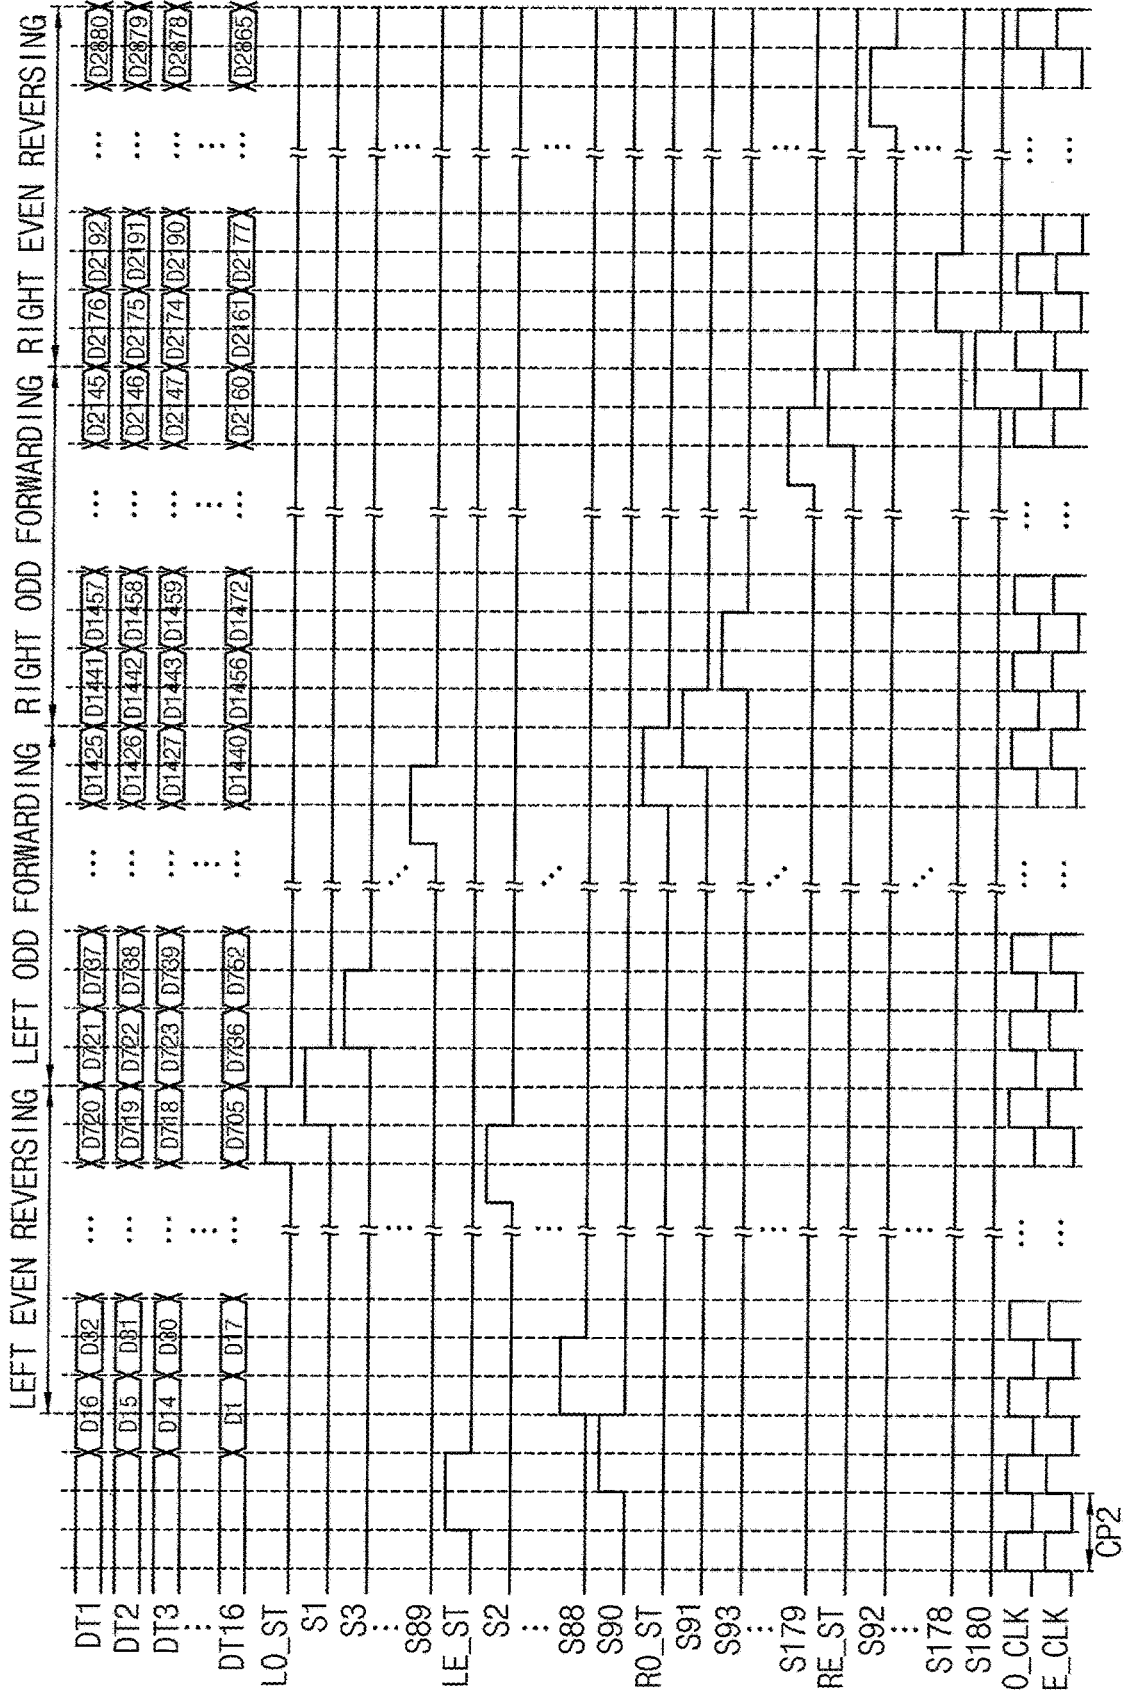 LEFT EVEN REVERSING LEFT ODD FORWARDING RIGHT ODD FORWARDING RIGHT EVEN REVERSING
DT1 D16 D32 ... D720 D721 D737 ... D1425 D1441 D1457 ... D2145 D2176 D2192 ... D2880
DT2 D15 D31 ... D719 D722 D738 ... D1426 D1442 D1458 ... D2146 D2175 D2191 ... D2879
DT3 D14 D30 ... D718 D723 D739 ... D1427 D1443 D1459 ... D2147 D2174 D2190 ... D2878
DT16 D1 D17 ... D705 D736 D752 ... D1440 D1456 D1472 ... D2160 D2161 D2177 ... D2865
LO_ST
S1
S3
S89
LE_ST
S2
S88
S90
RO_ST
S91
S93
S179
RE_ST
S92
S178
S180
O_CLK
E_CLK
CP2